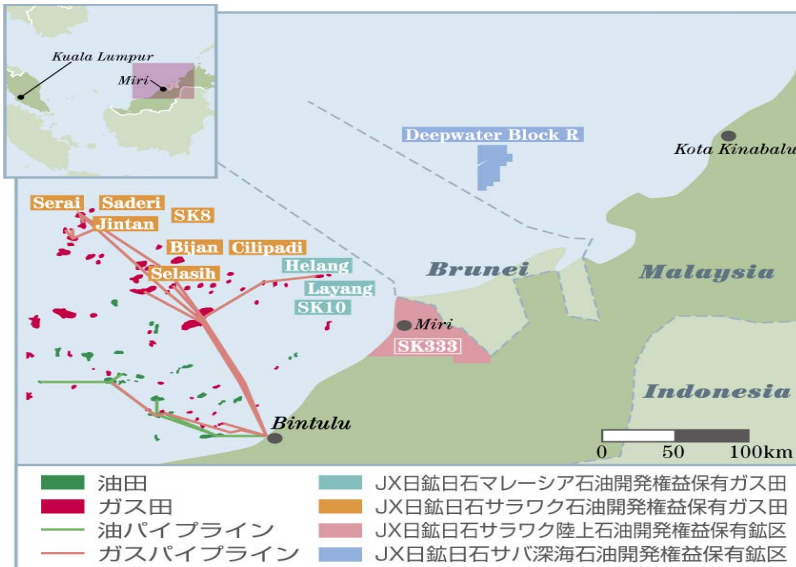 Kuala Lumpur
Miri
Deepwater Block R
Kota Kinabalu
Serai
Saderi
SK8
Jintan
Bijan
Cilipadi
Selasih
Helang
Layang
SK10
Brunei
Malaysia
Miri
SK333
Indonesia
Bintulu
0 50 100km
油田
ガス田
油パイプライン
ガスパイプライン
JX日鉱日石マレーシア石油開発権益保有ガス田
JX日鉱日石サラワク石油開発権益保有ガス田
JX日鉱日石サラワク陸上石油開発権益保有鉱区
JX日鉱日石サバ深海石油開発権益保有鉱区